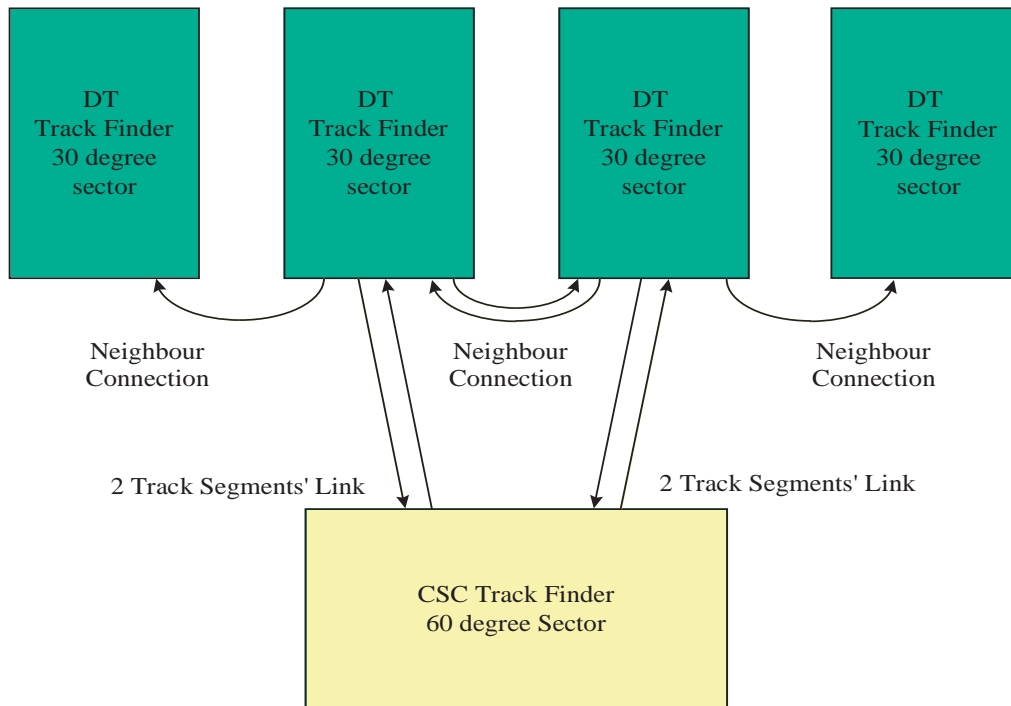 DT
Track Finder
30 degree
sector
DT
Track Finder
30 degree
sector
DT
Track Finder
30 degree
sector
DT
Track Finder
30 degree
sector
Neighbour
Connection
Neighbour
Connection
Neighbour
Connection
2 Track Segments' Link
2 Track Segments' Link
CSC Track Finder
60 degree Sector